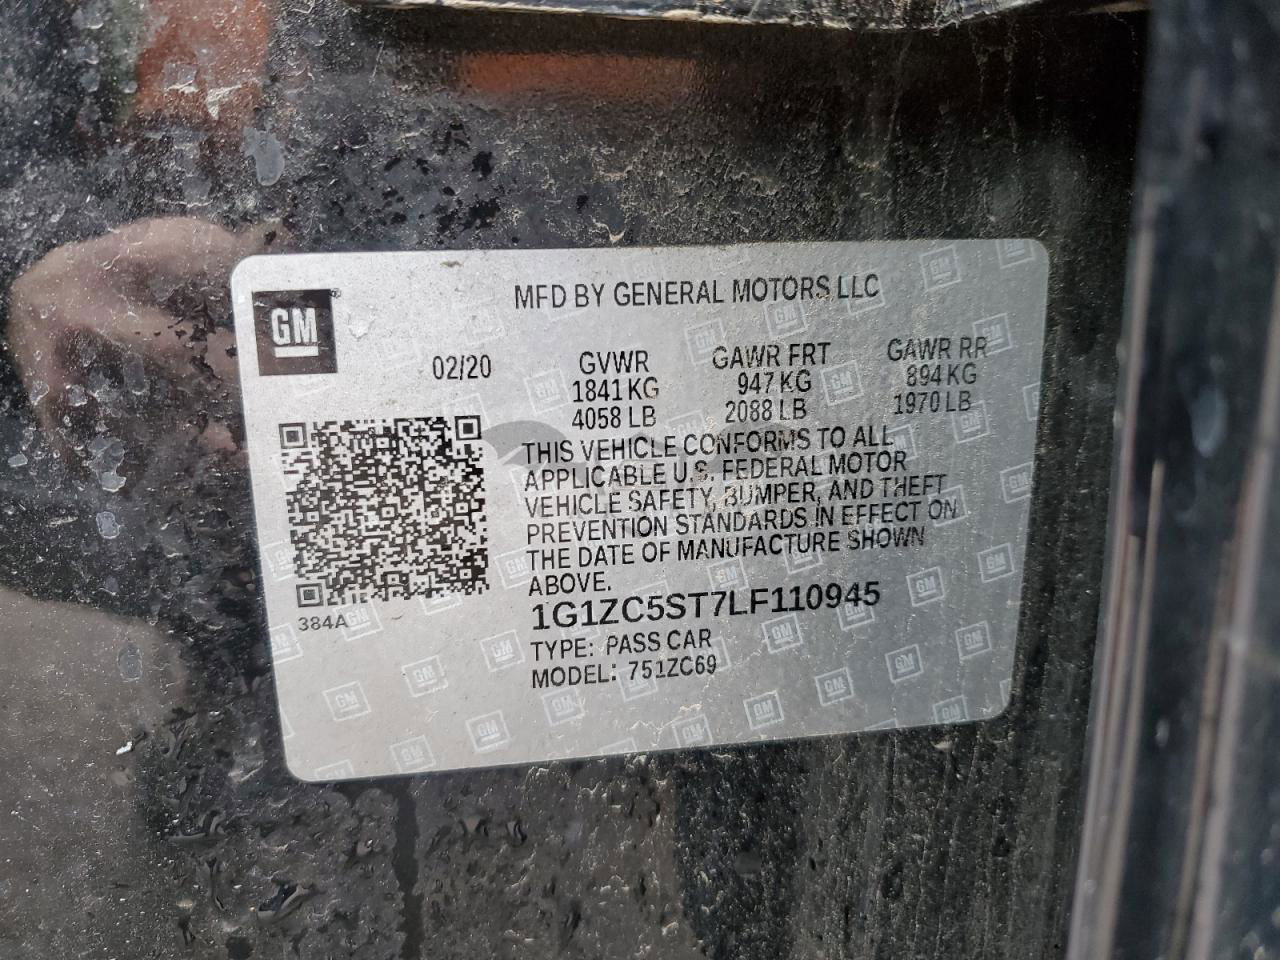 MFD BY GENERAL MOTORS LLC
GM
02/20 GVWR GAWR FRT GAWR RR
1841 KG 947 KG 894 KG
4058 LB 2088 LB 1970 LB
THIS VEHICLE CONFORMS TO ALL
APPLICABLE U.S. FEDERAL MOTOR
VEHICLE SAFETY, BUMPER, AND THEFT
PREVENTION STANDARDS IN EFFECT ON
THE DATE OF MANUFACTURE SHOWN
ABOVE.
384A
1G1ZC5ST7LF110945
TYPE: PASS CAR
MODEL: 751ZC69